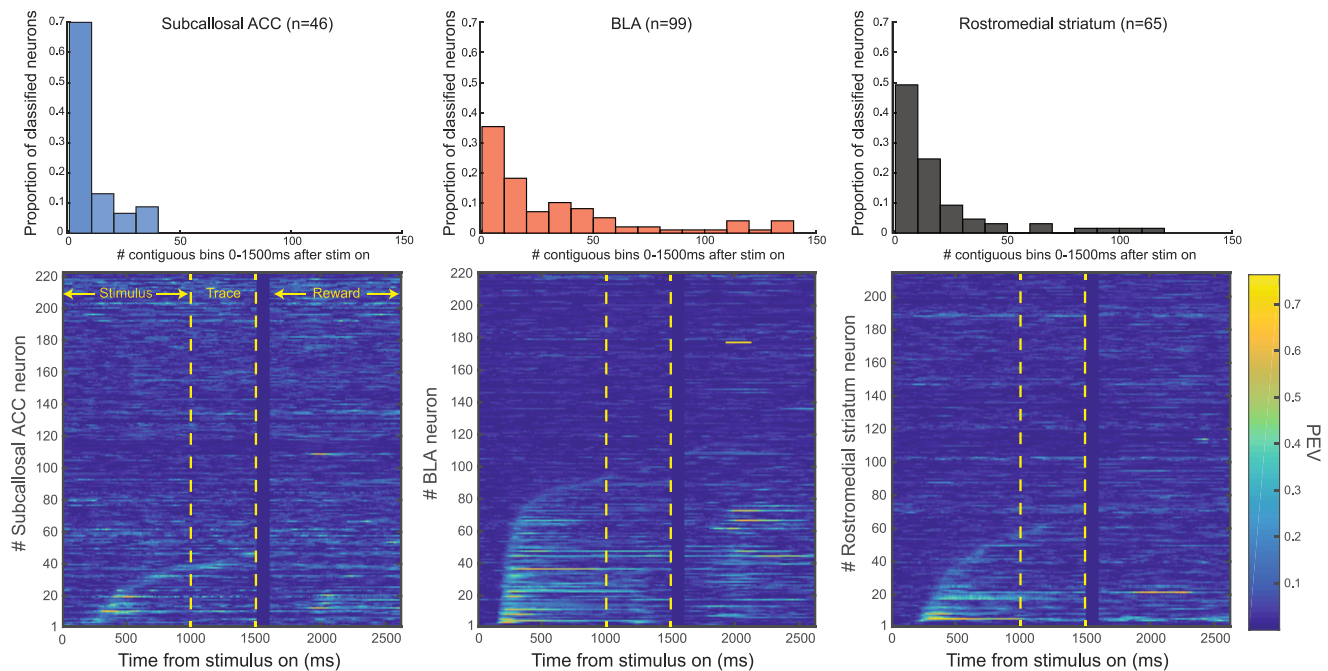 Subcallosal ACC (n=46)
Proportion of classified neurons
0.7
0.6
0.5
0.4
0.3
0.2
0.1
0
0 50 100 150
# contiguous bins 0-1500ms after stim on
BLA (n=99)
Proportion of classified neurons
0.7
0.6
0.5
0.4
0.3
0.2
0.1
0
0 50 100 150
# contiguous bins 0-1500ms after stim on
Rostromedial striatum (n=65)
Proportion of classified neurons
0.7
0.6
0.5
0.4
0.3
0.2
0.1
0
0 50 100 150
# contiguous bins 0-1500ms after stim on
# Subcallosal ACC neuron
220
200
180
160
140
120
100
80
60
40
20
1
Stimulus Trace Reward
0 500 1000 1500 2000 2500
Time from stimulus on (ms)
# BLA neuron
220
200
180
160
140
120
100
80
60
40
20
1
0 500 1000 1500 2000 2500
Time from stimulus on (ms)
# Rostromedial striatum neuron
200
180
160
140
120
100
80
60
40
20
1
0 500 1000 1500 2000 2500
Time from stimulus on (ms)
0.7
0.6
0.5
0.4
0.3
0.2
0.1
PEV